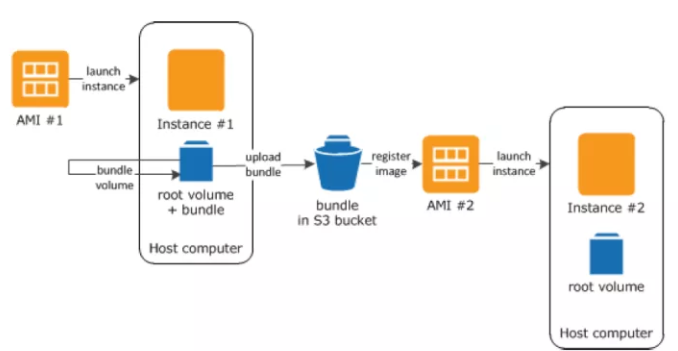 launch
instance
AMI #1
Instance #1
bundle
volume
root volume
+ bundle
Host computer
upload
bundle
bundle
in S3 bucket
register
image
AMI #2
launch
instance
Instance #2
root volume
Host computer